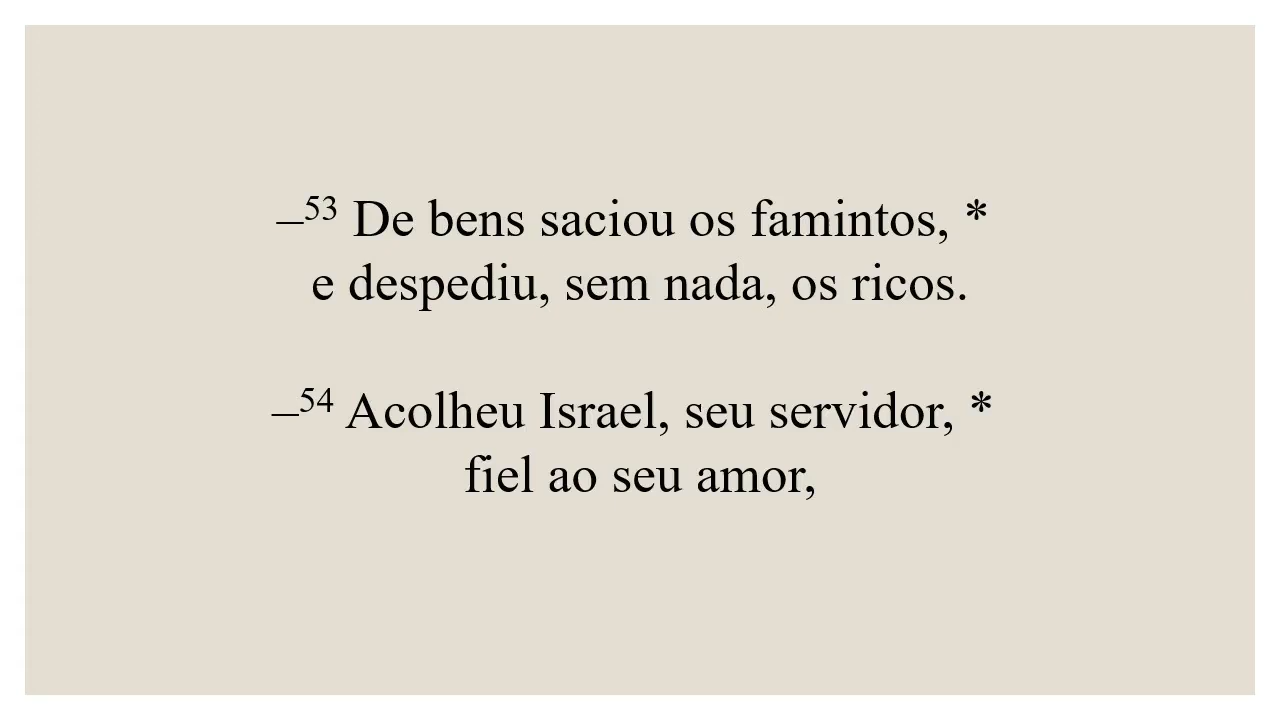 –53 De bens saciou os famintos, *
e despediu, sem nada, os ricos.
–54 Acolheu Israel, seu servidor, *
fiel ao seu amor,